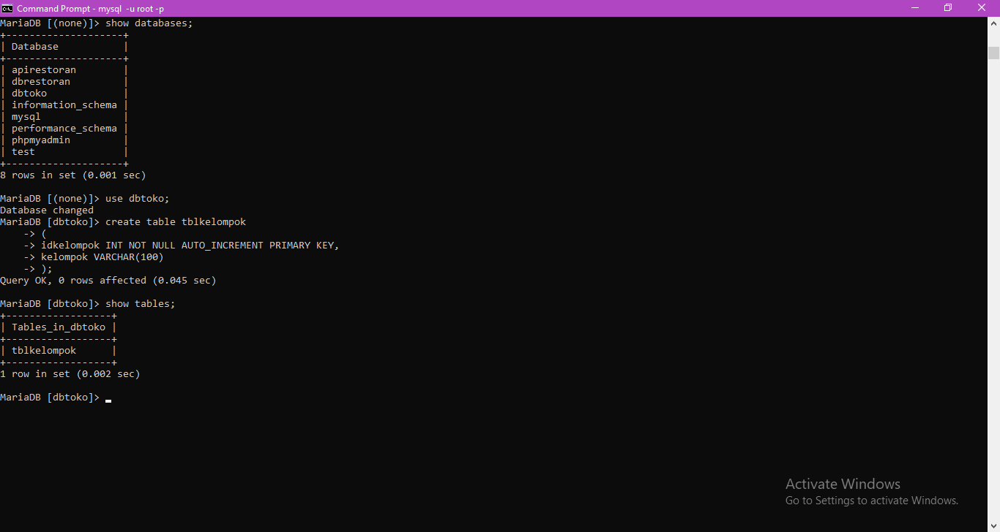 Command Prompt - mysql -u root -p
MariaDB [(none)]> show databases;
+--------------------+
| Database           |
+--------------------+
| apirestoran        |
| dbrestoran         |
| dbtoko             |
| information_schema |
| mysql              |
| performance_schema |
| phpmyadmin         |
| test               |
+--------------------+
8 rows in set (0.001 sec)
MariaDB [(none)]> use dbtoko;
Database changed
MariaDB [dbtoko]> create table tblkelompok
    -> (
    -> idkelompok INT NOT NULL AUTO_INCREMENT PRIMARY KEY,
    -> kelompok VARCHAR(100)
    -> );
Query OK, 0 rows affected (0.045 sec)
MariaDB [dbtoko]> show tables;
+------------------+
| Tables_in_dbtoko |
+------------------+
| tblkelompok      |
+------------------+
1 row in set (0.002 sec)
MariaDB [dbtoko]>
Activate Windows
Go to Settings to activate Windows.